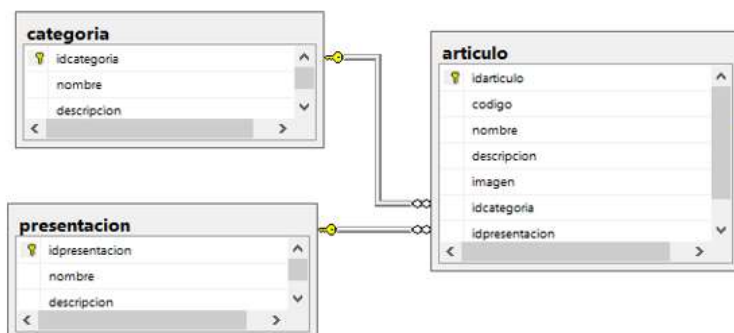 categoria
idcategoria
nombre
descripcion
articulo
idarticulo
codigo
nombre
descripcion
imagen
idcategoria
idpresentacion
presentacion
idpresentacion
nombre
descripcion